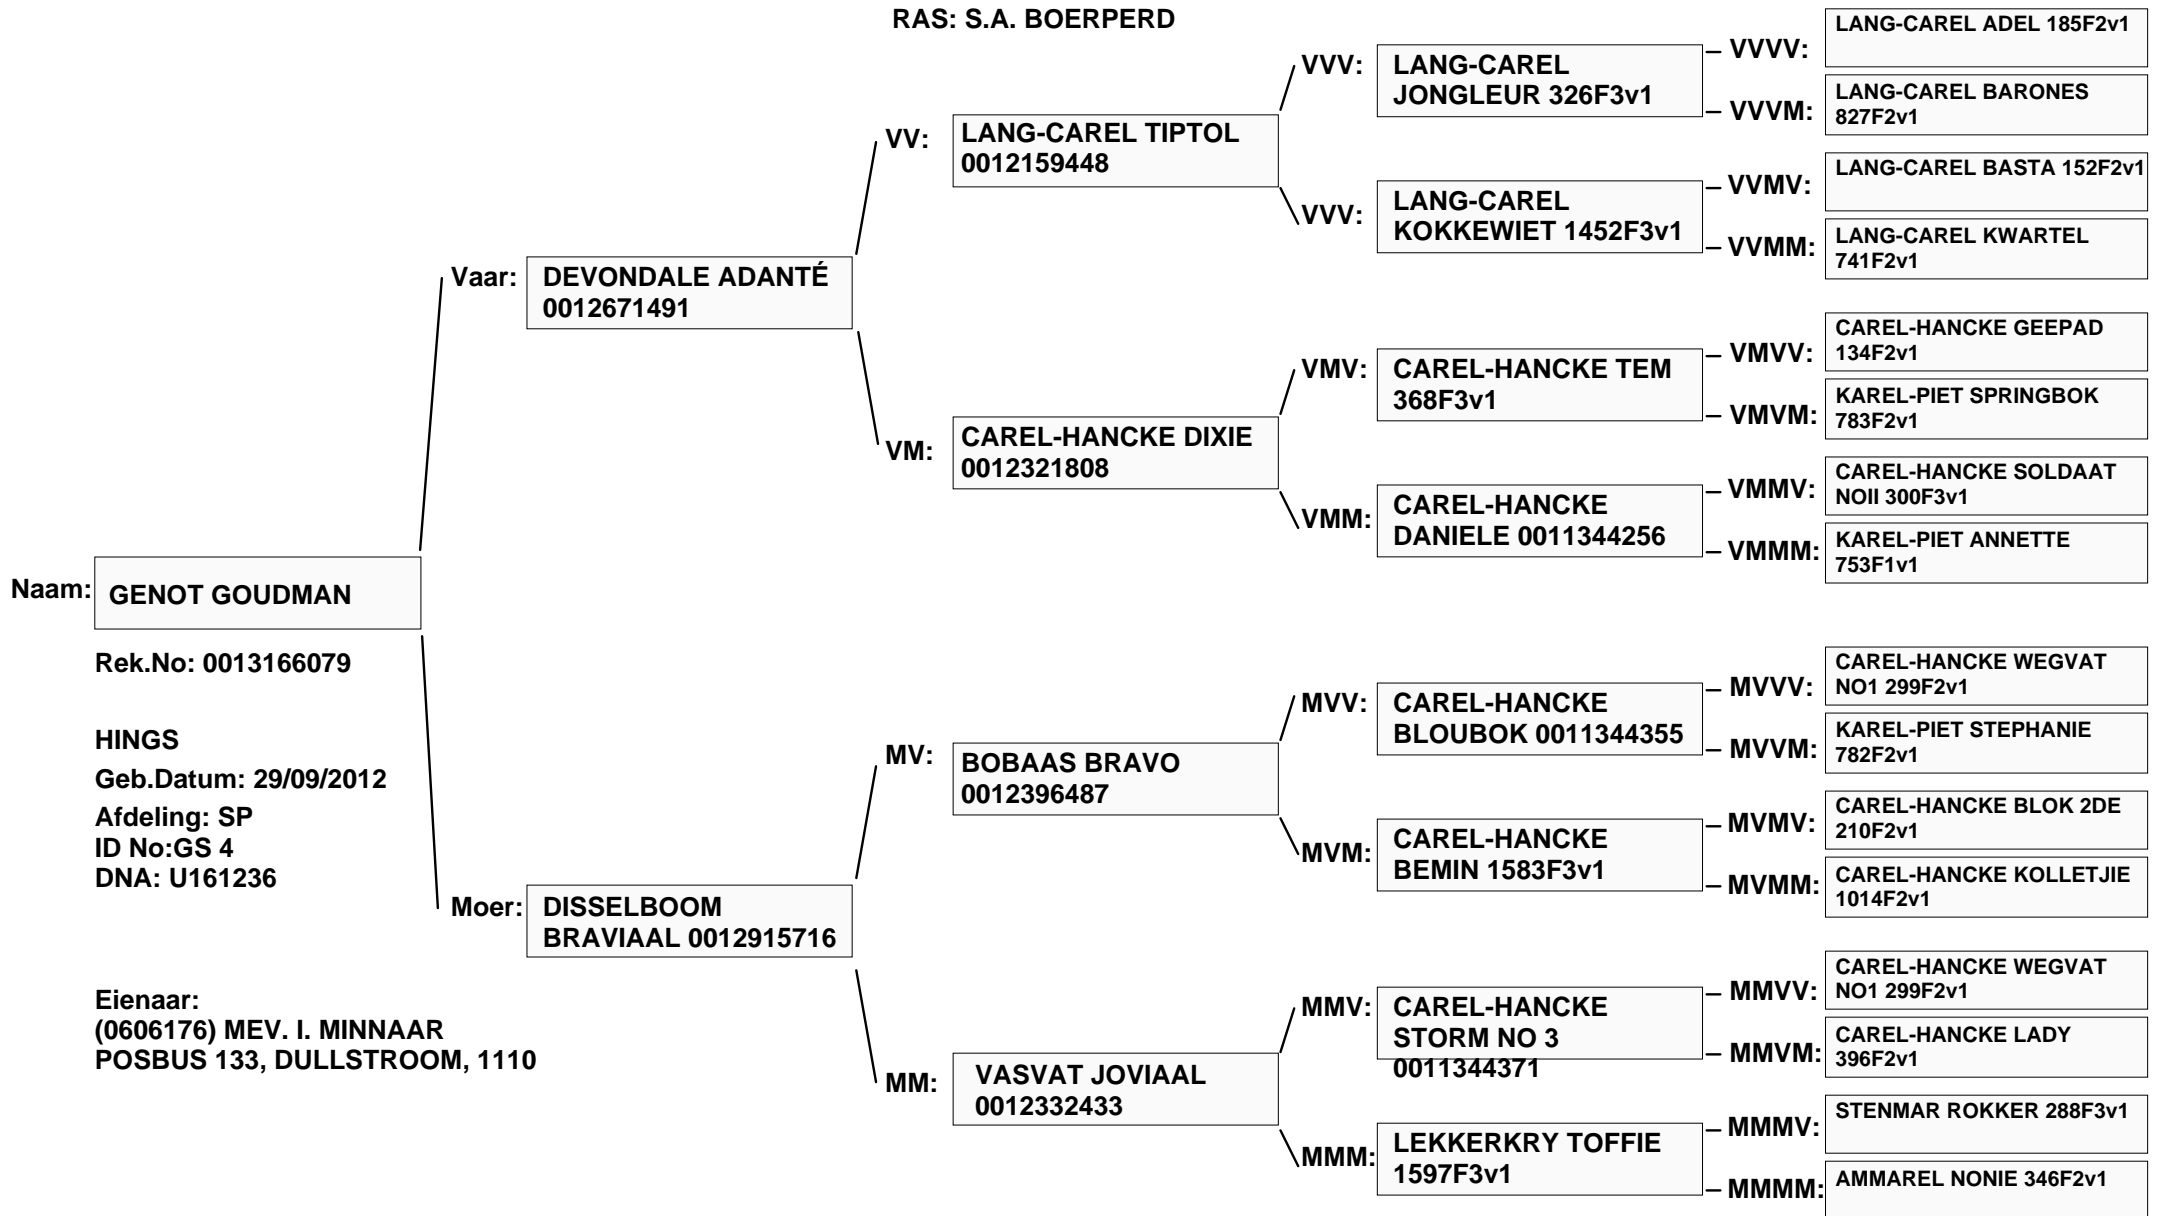 RAS: S.A. BOERPERD
Naam:
GENOT GOUDMAN
Rek.No: 0013166079
HINGS
Geb.Datum: 29/09/2012
Afdeling: SP
ID No:GS 4
DNA: U161236
Eienaar:
(0606176) MEV. I. MINNAAR
POSBUS 133, DULLSTROOM, 1110
Vaar:
DEVONDALE ADANTÉ
0012671491
Moer:
DISSELBOOM
BRAVIAAL 0012915716
VV:
LANG-CAREL TIPTOL
0012159448
VM:
CAREL-HANCKE DIXIE
0012321808
MV:
BOBAAS BRAVO
0012396487
MM:
VASVAT JOVIAAL
0012332433
VVV:
LANG-CAREL
JONGLEUR 326F3v1
VVV:
LANG-CAREL
KOKKEWIET 1452F3v1
VMV:
CAREL-HANCKE TEM
368F3v1
VMM:
CAREL-HANCKE
DANIELE 0011344256
MVV:
CAREL-HANCKE
BLOUBOK 0011344355
MVM:
CAREL-HANCKE
BEMIN 1583F3v1
MMV:
CAREL-HANCKE
STORM NO 3
0011344371
MMM:
LEKKERKRY TOFFIE
1597F3v1
– VVVV:
LANG-CAREL ADEL 185F2v1
– VVVM:
LANG-CAREL BARONES
827F2v1
– VVMV:
LANG-CAREL BASTA 152F2v1
– VVMM:
LANG-CAREL KWARTEL
741F2v1
– VMVV:
CAREL-HANCKE GEEPAD
134F2v1
– VMVM:
KAREL-PIET SPRINGBOK
783F2v1
– VMMV:
CAREL-HANCKE SOLDAAT
NOII 300F3v1
– VMMM:
KAREL-PIET ANNETTE
753F1v1
– MVVV:
CAREL-HANCKE WEGVAT
NO1 299F2v1
– MVVM:
KAREL-PIET STEPHANIE
782F2v1
– MVMV:
CAREL-HANCKE BLOK 2DE
210F2v1
– MVMM:
CAREL-HANCKE KOLLETJIE
1014F2v1
– MMVV:
CAREL-HANCKE WEGVAT
NO1 299F2v1
– MMVM:
CAREL-HANCKE LADY
396F2v1
– MMMV:
STENMAR ROKKER 288F3v1
– MMMM:
AMMAREL NONIE 346F2v1